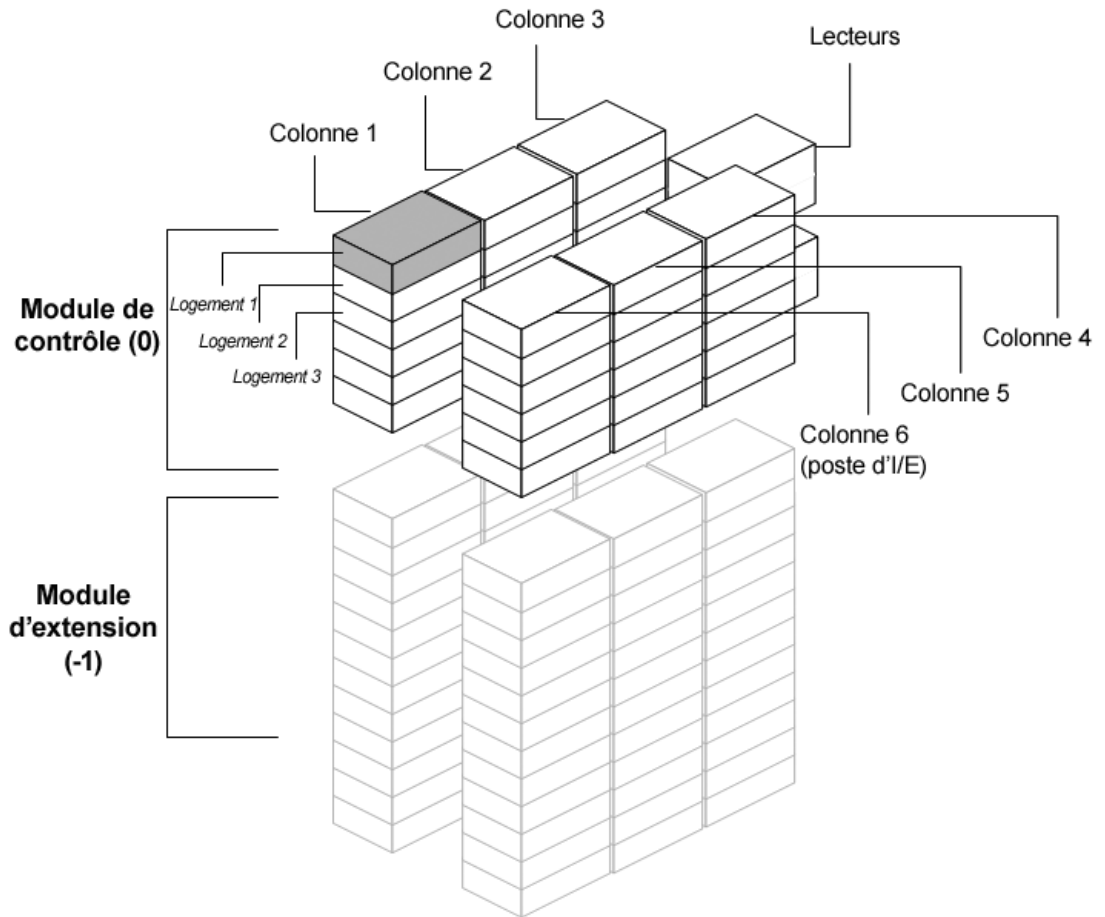 Colonne 3
Lecteurs
Colonne 2
Colonne 1
Module de
contrôle (0)
Logement 1
Logement 2
Logement 3
Colonne 4
Colonne 5
Colonne 6
(poste d'I/E)
Module
d'extension
(-1)